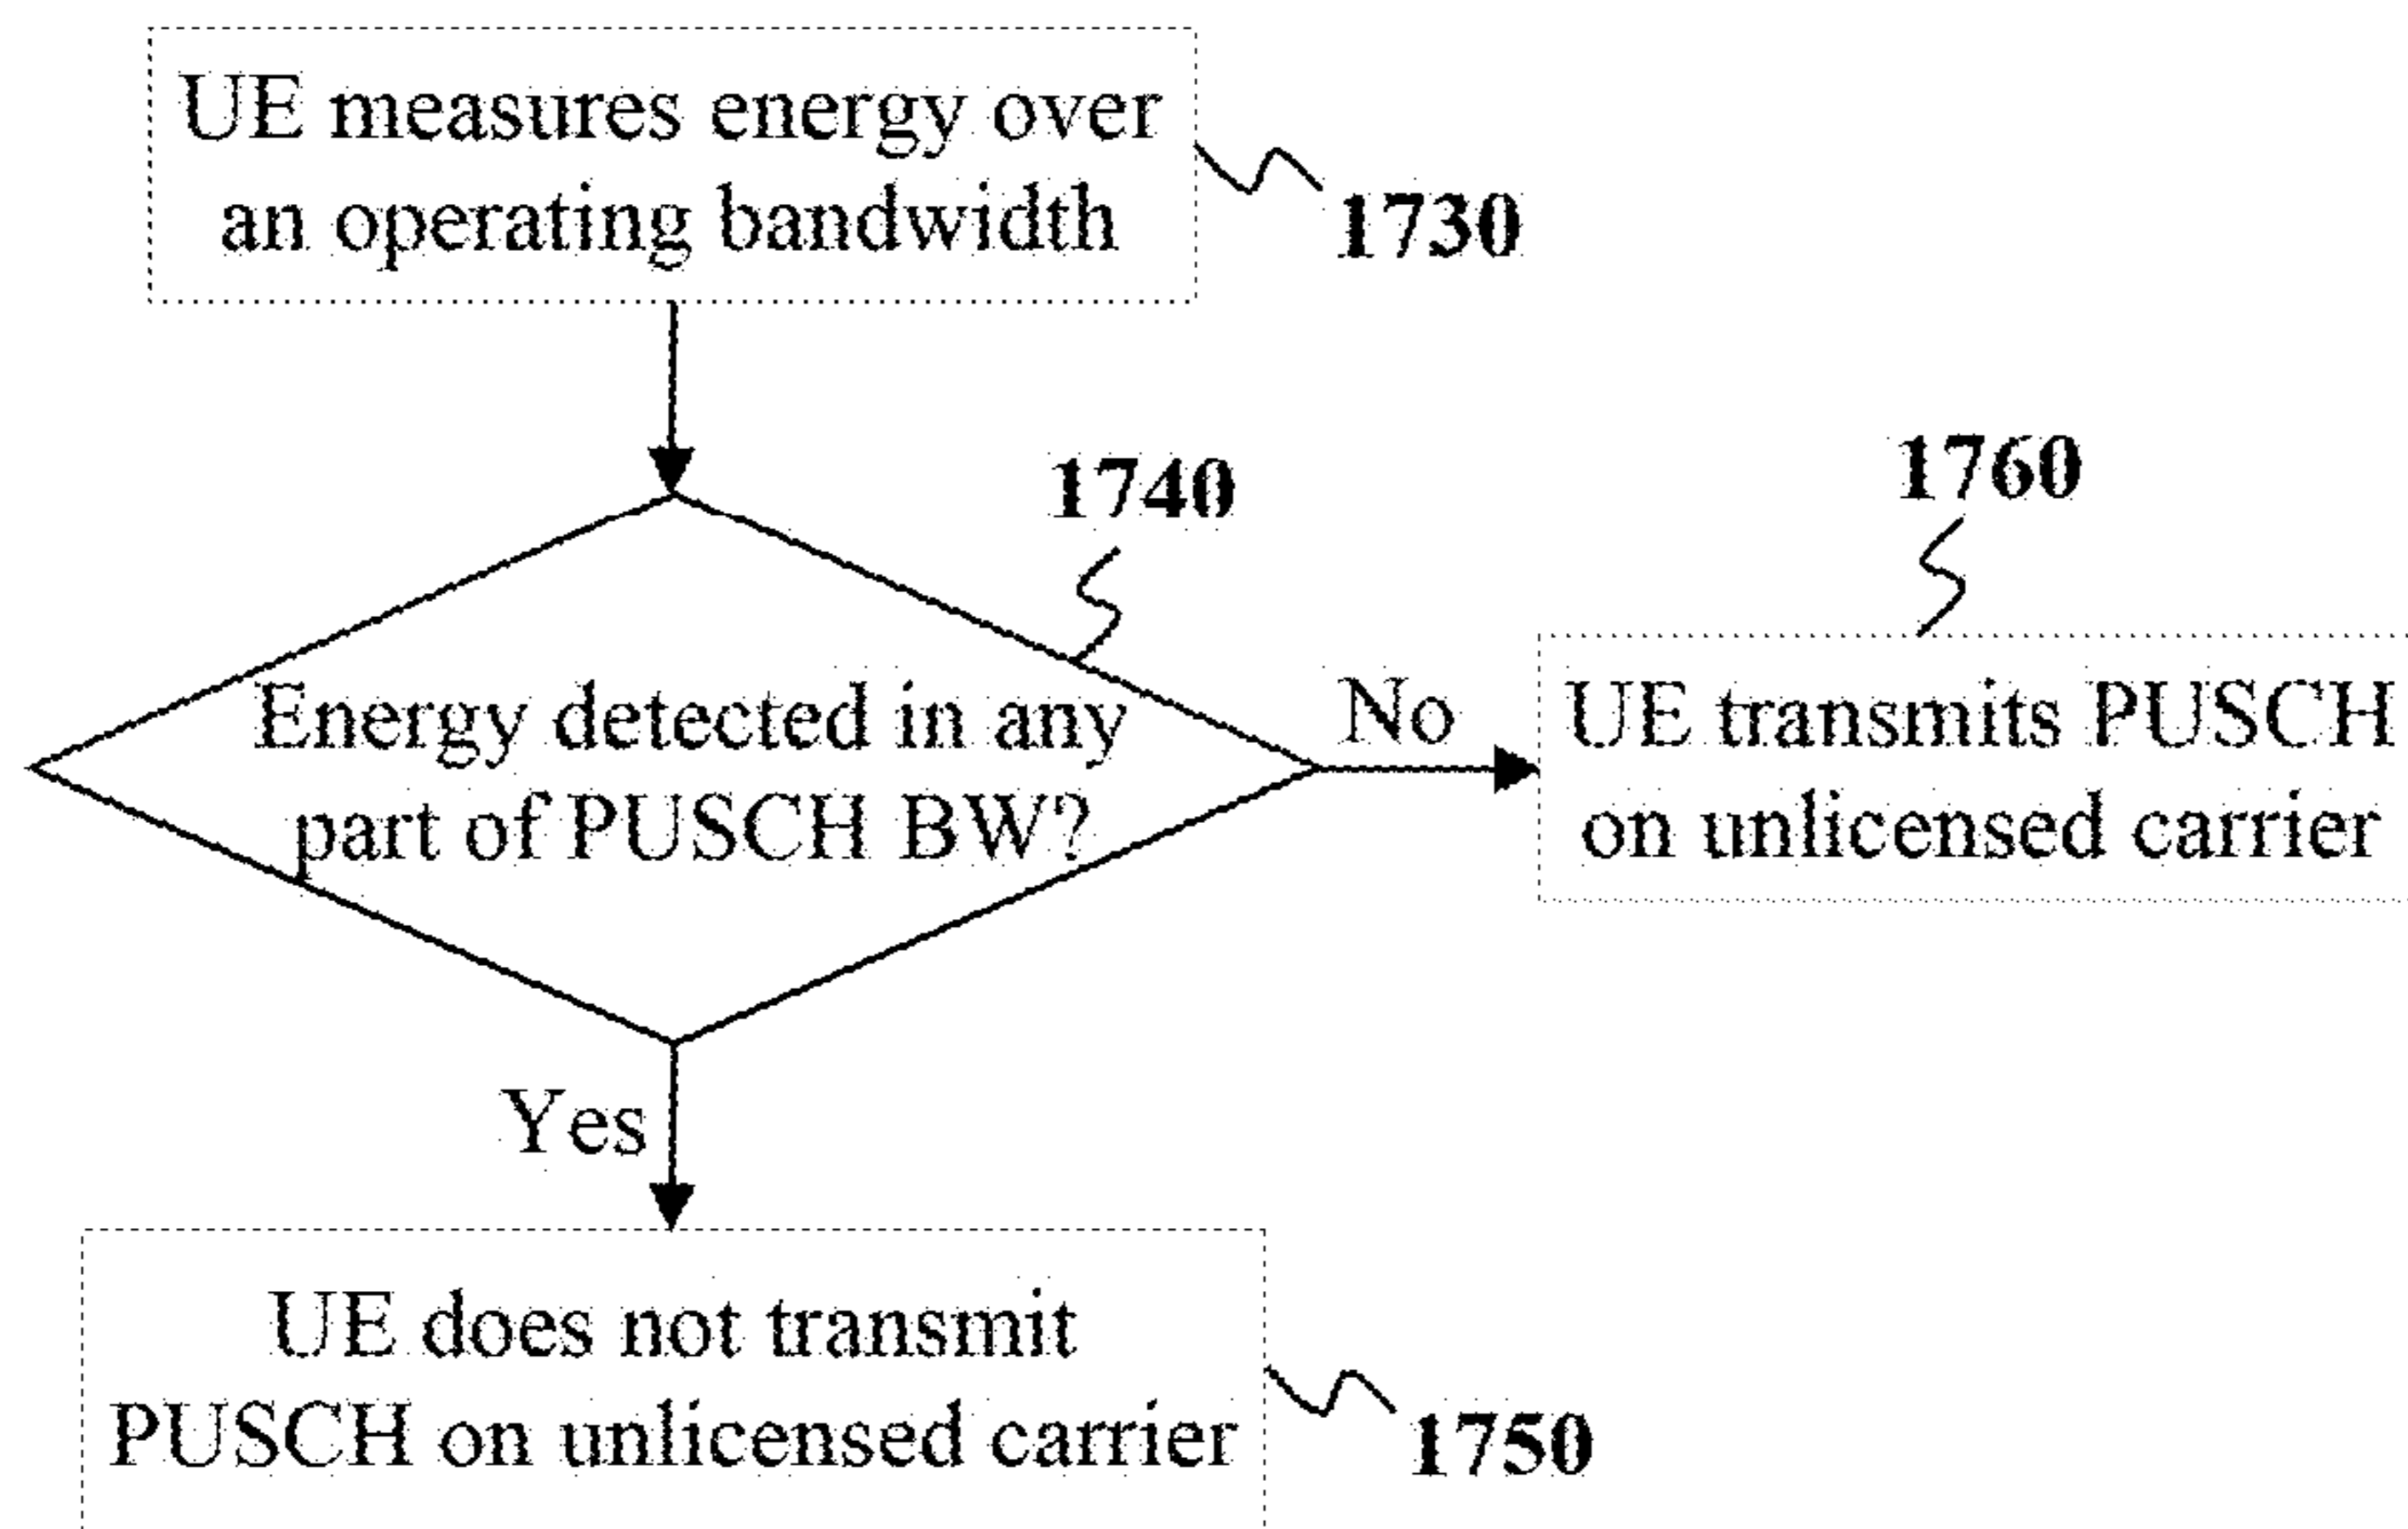 UE measures energy over
an operating bandwidth
1730
1740
1760
Energy detected in any
part of PUSCH BW?
No
UE transmits PUSCH
on unlicensed carrier
Yes
UE does not transmit
PUSCH on unlicensed carrier
1750